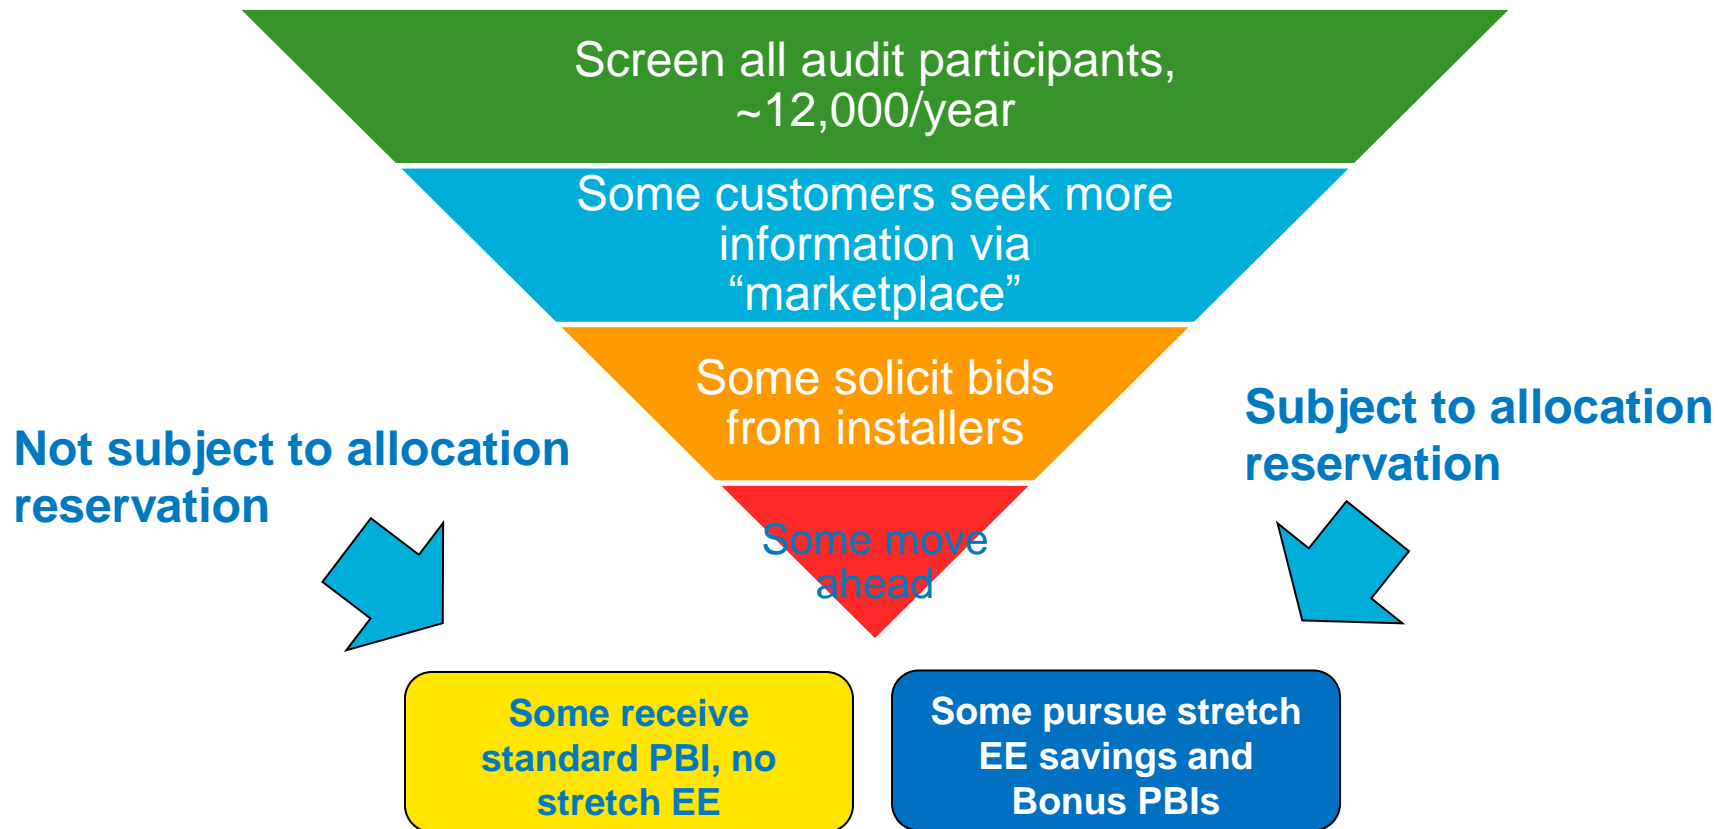 Screen all audit participants,
~12,000/year
Some customers seek more
information via
“marketplace”
Some solicit bids
from installers
Some move
ahead
Not subject to allocation
reservation
Subject to allocation
reservation
Some receive
standard PBI, no
stretch EE
Some pursue stretch
EE savings and
Bonus PBIs